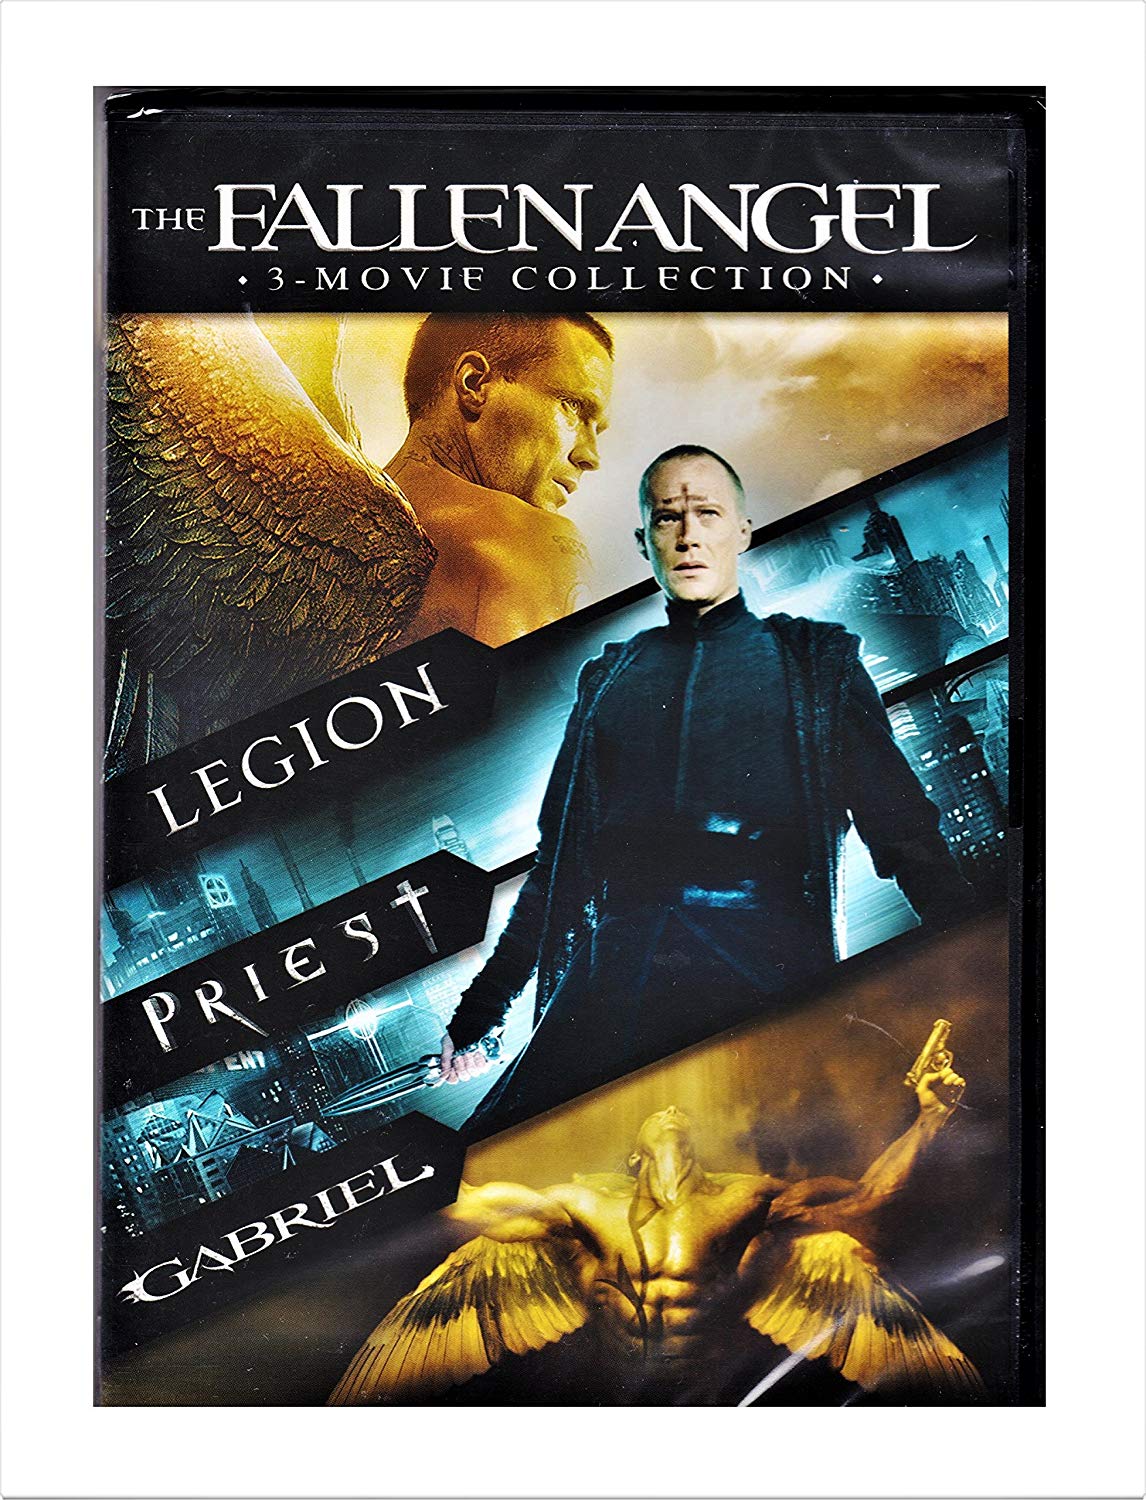 THE FALLEN ANGEL
• 3-MOVIE COLLECTION •
LEGION
PRIEST
GABRIEL